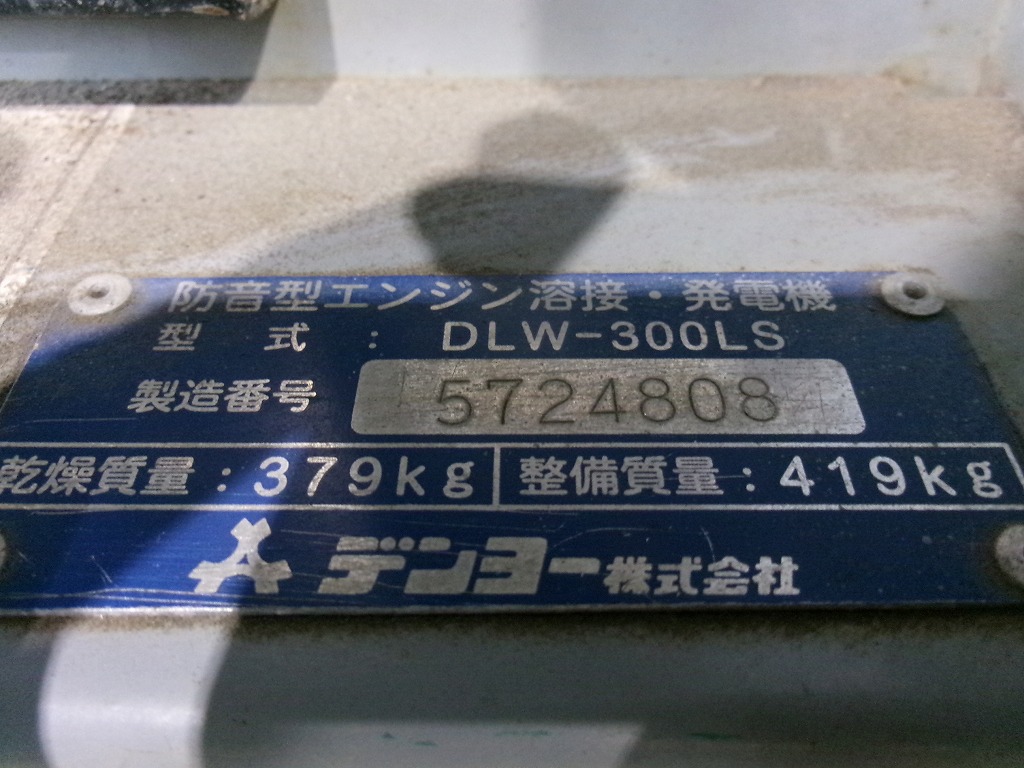 防音型エンジン溶接・発電機
型 式 : DLW-300LS
製造番号 5724808
乾燥質量:379kg 整備質量:419kg
デンヨー株式会社